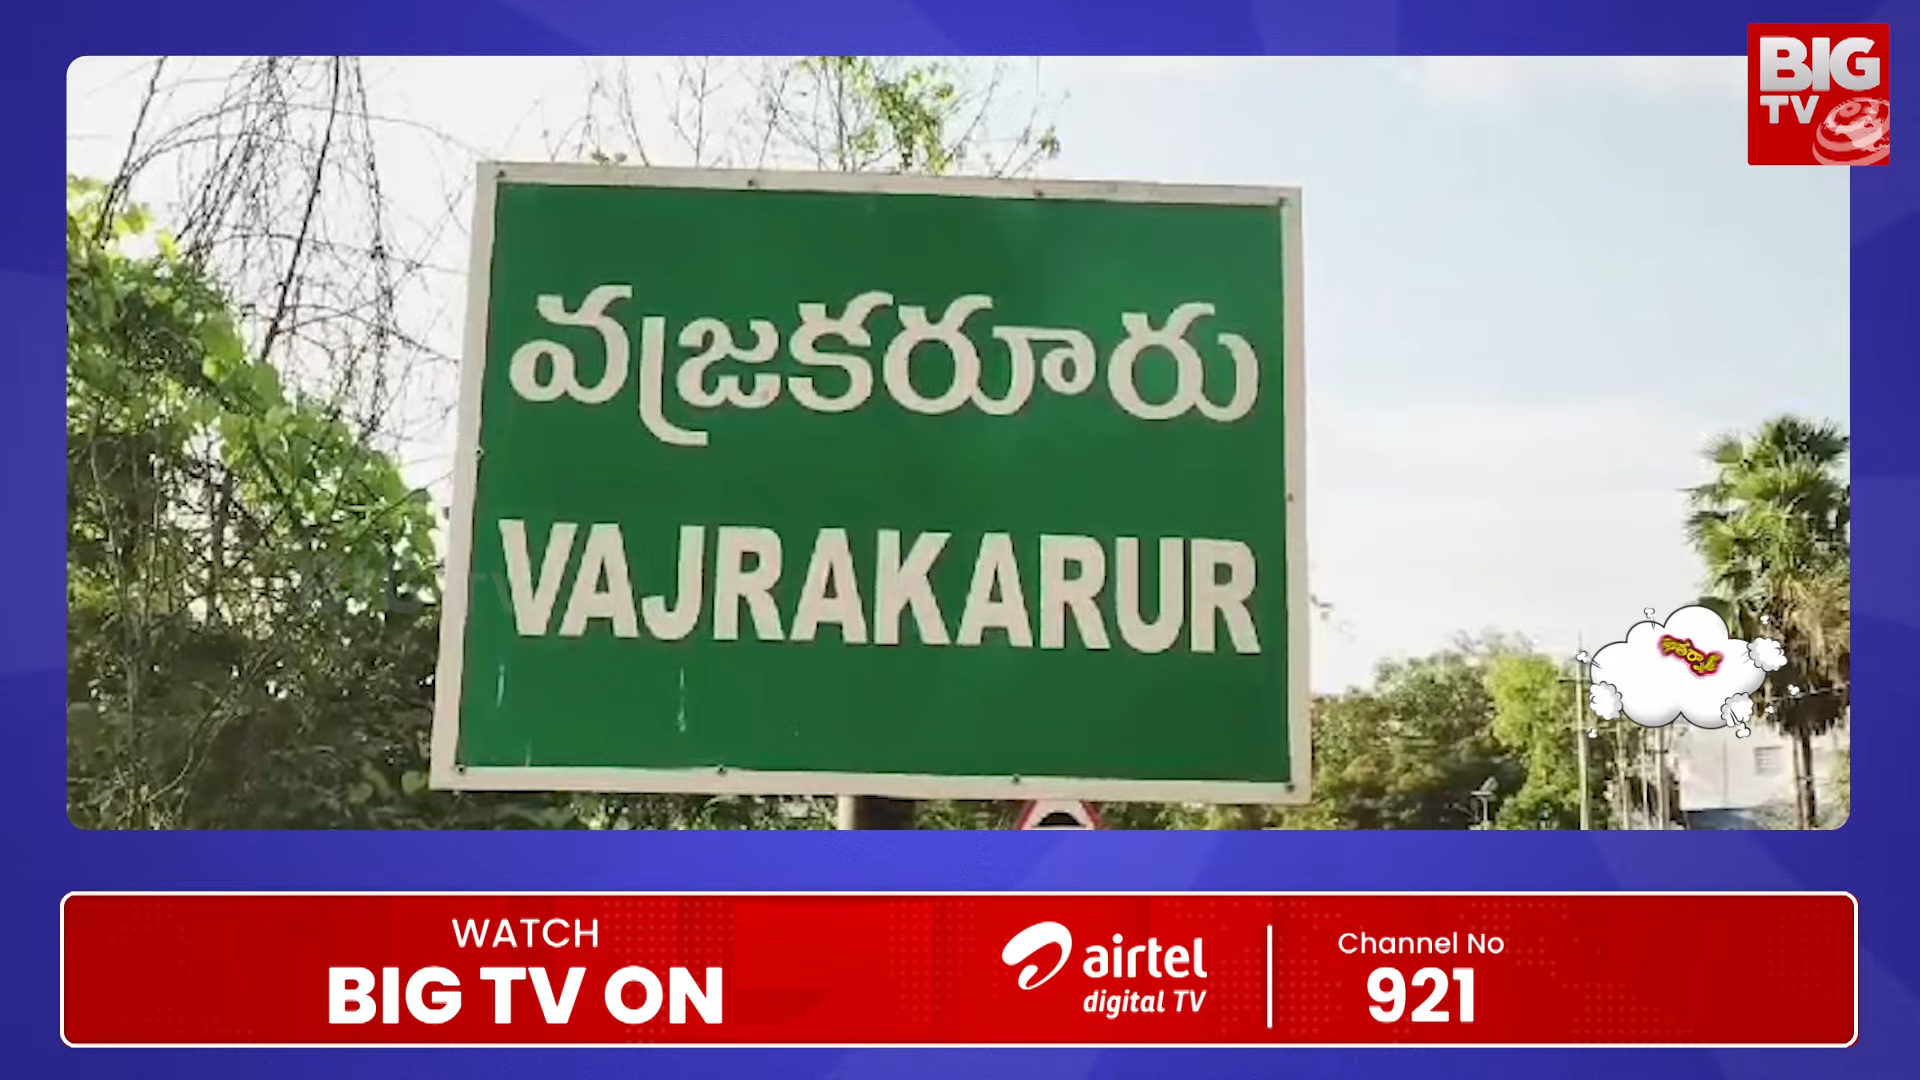 BIG
TV
వజ్రకరూరు
VAJRAKARUR
WATCH
BIG TV ON
airtel
digital TV
Channel No
921